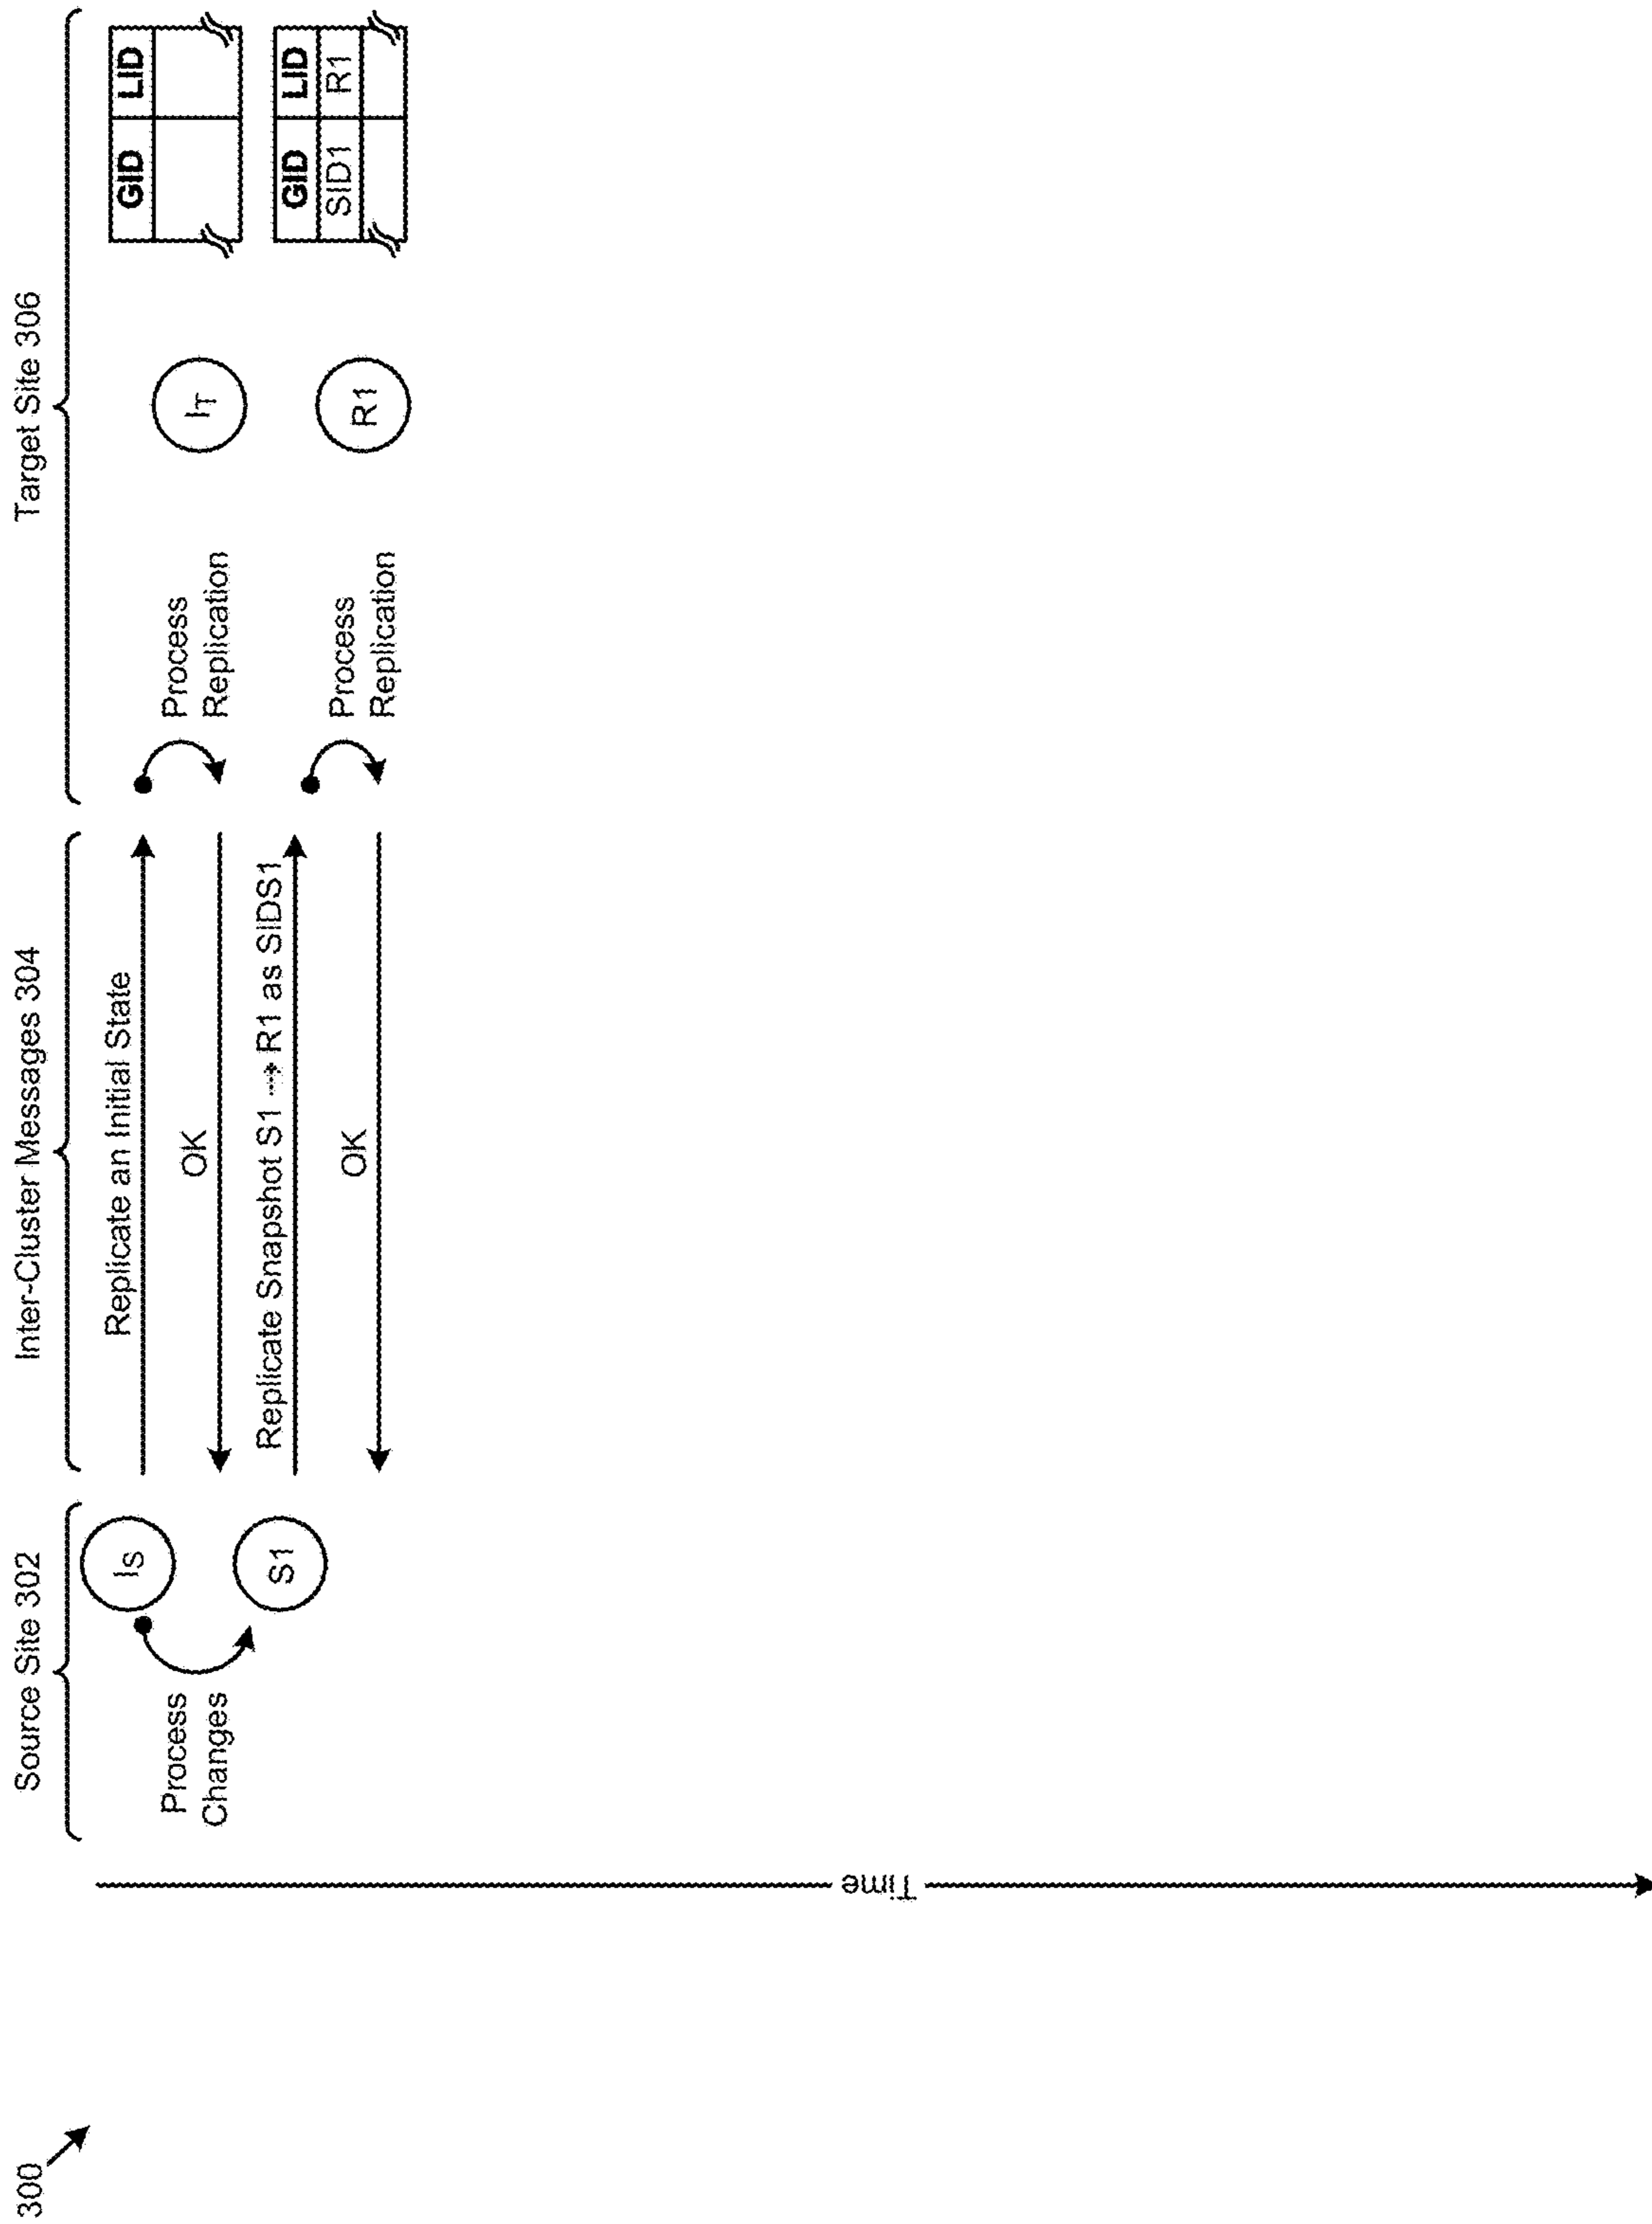 300
Source Site 302
Inter-Cluster Messages 304
Target Site 306
Time
Process
Changes
IS
S1
Replicate an Initial State
OK
Replicate Snapshot S1 ⇢ R1 as SIDS1
OK
Process
Replication
Process
Replication
IT
R1
GID LID
GID LID
SID1 R1